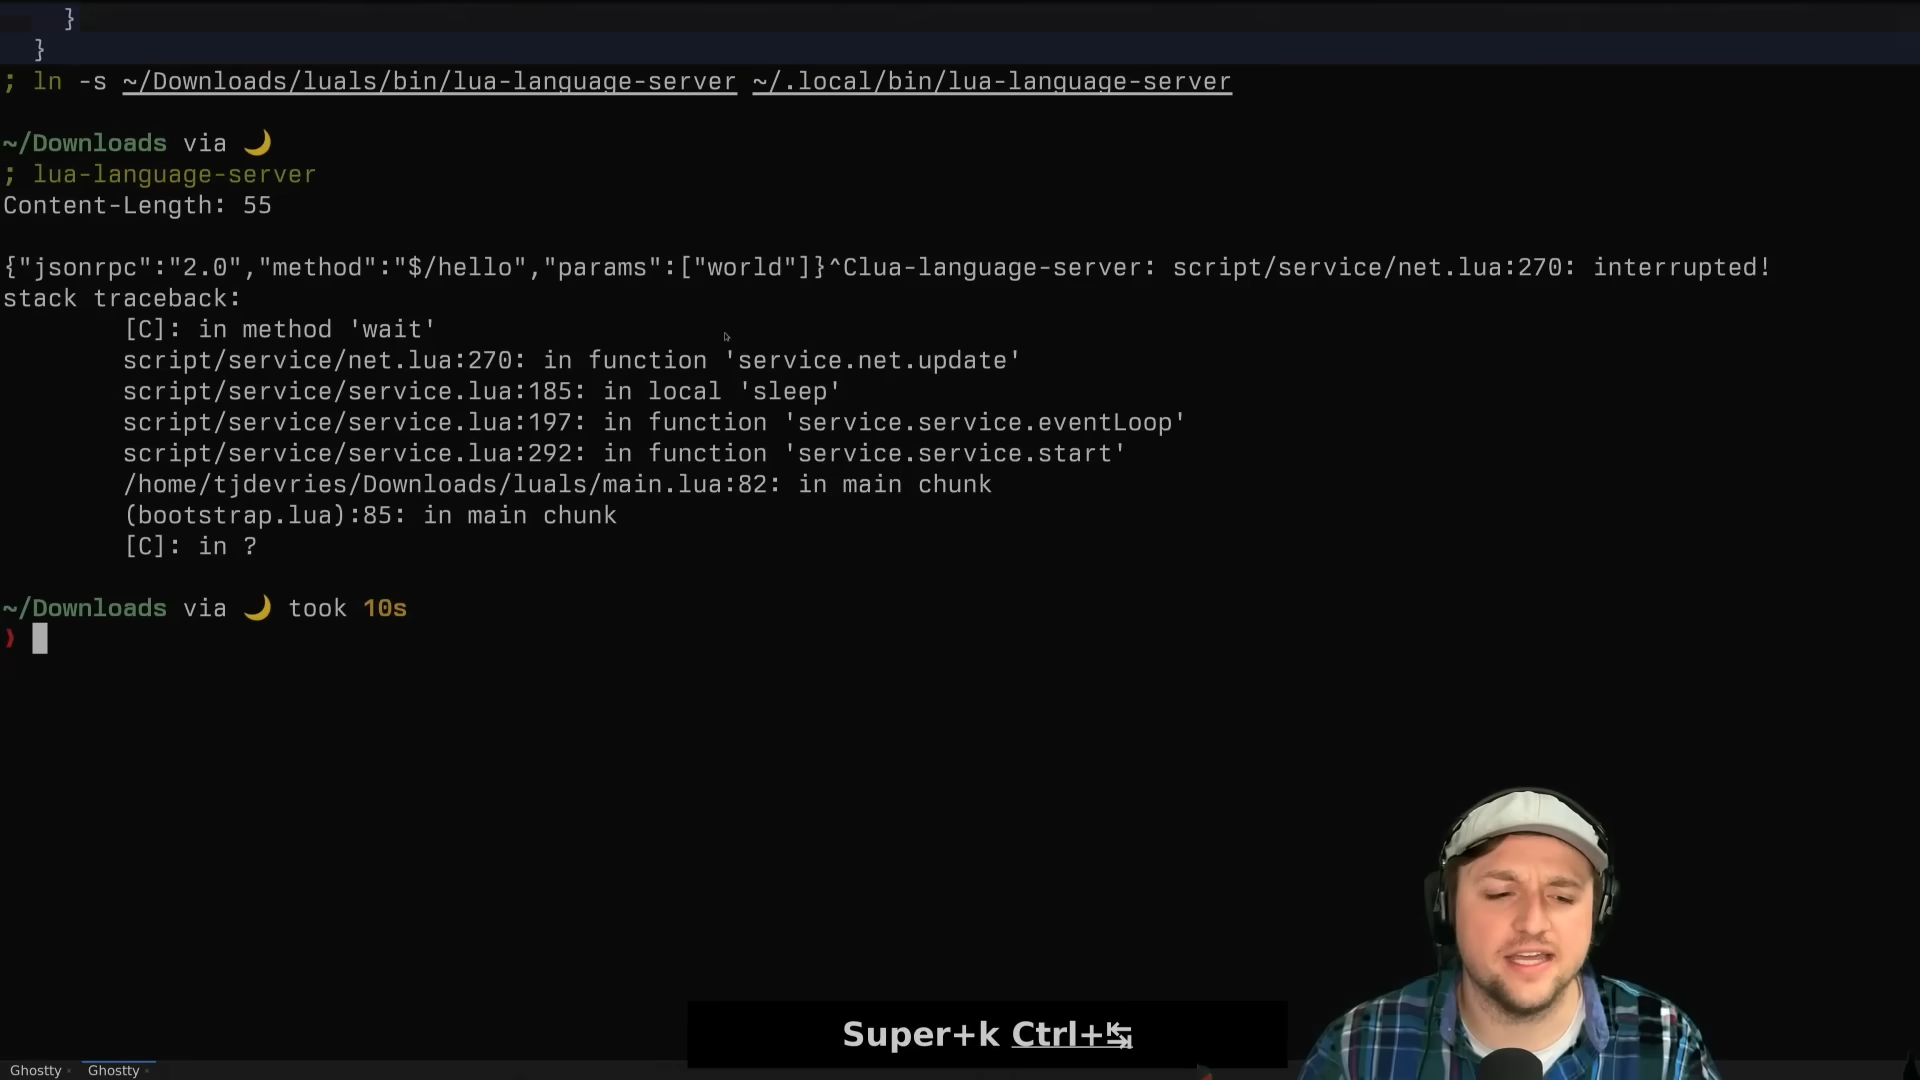 }
}
; ln -s ~/Downloads/luals/bin/lua-language-server ~/.local/bin/lua-language-server
~/Downloads via 🌙
; lua-language-server
Content-Length: 55
{"jsonrpc":"2.0","method":"$/hello","params":["world"]}^Clua-language-server: script/service/net.lua:270: interrupted!
stack traceback:
[C]: in method 'wait'
script/service/net.lua:270: in function 'service.net.update'
script/service/service.lua:185: in local 'sleep'
script/service/service.lua:197: in function 'service.service.eventLoop'
script/service/service.lua:292: in function 'service.service.start'
/home/tjdevries/Downloads/luals/main.lua:82: in main chunk
(bootstrap.lua):85: in main chunk
[C]: in ?
~/Downloads via 🌙 took 10s
❯
Super+k Ctrl+↹
Ghostty · Ghostty ·